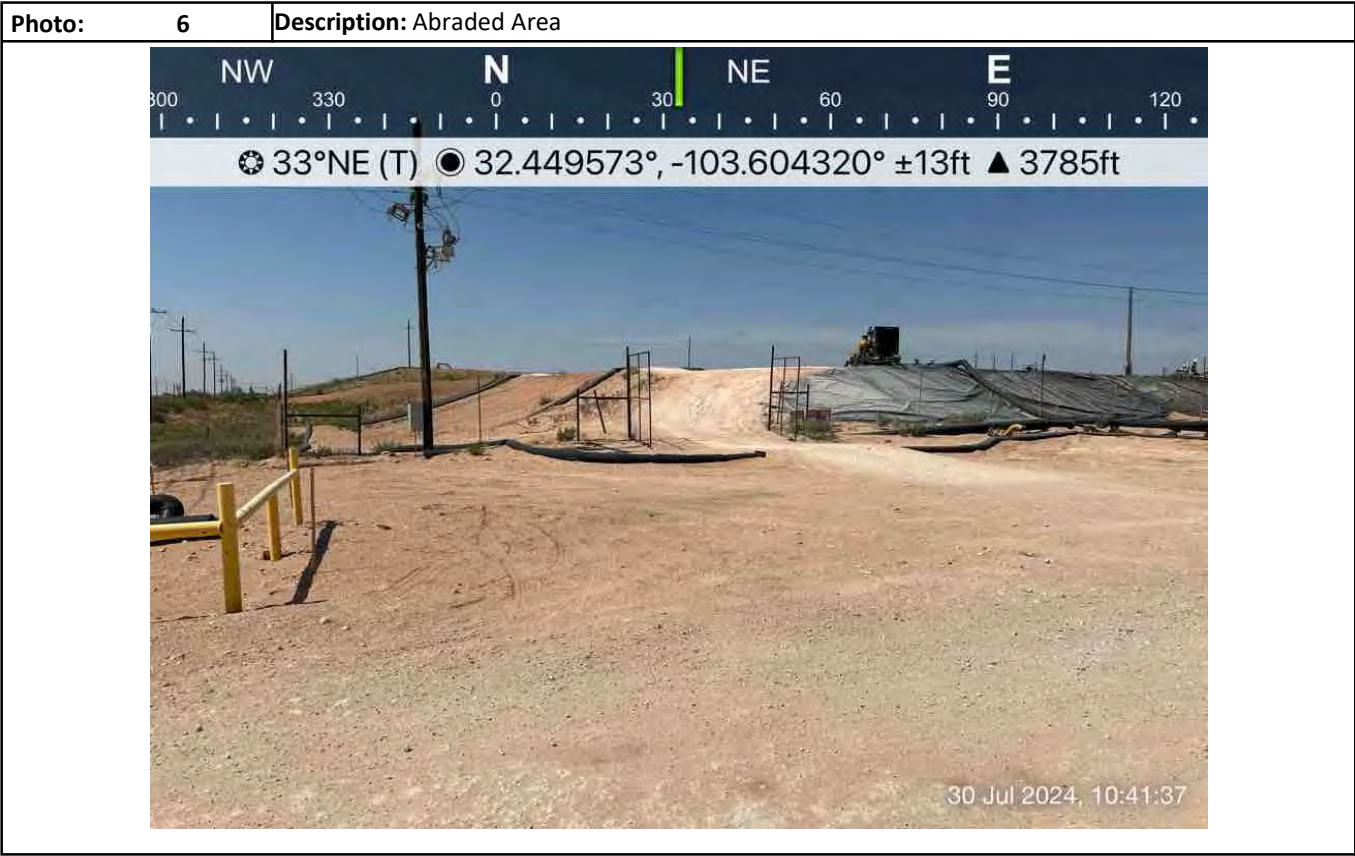 Photo: 6 Description: Abraded Area
NW N NE E
300 330 0 30 60 90 120
33°NE (T) 32.449573°, -103.604320° ±13ft ▲ 3785ft
30 Jul 2024, 10:41:37